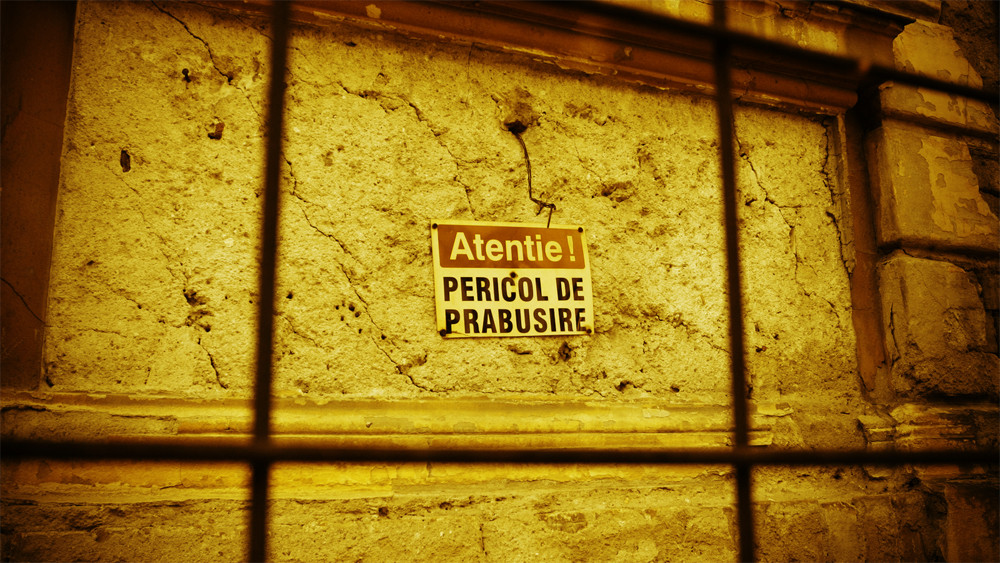 Atentie!
PERICOL DE
PRABUSIRE